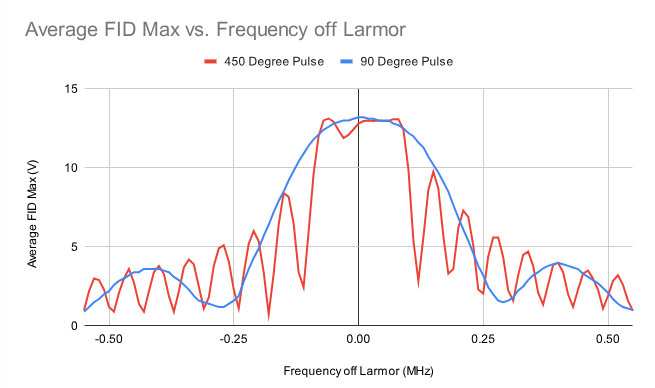 Average FID Max vs. Frequency off Larmor
450 Degree Pulse 90 Degree Pulse
15
10
5
0
Average FID Max (V)
-0.50 -0.25 0.00 0.25 0.50
Frequency off Larmor (MHz)